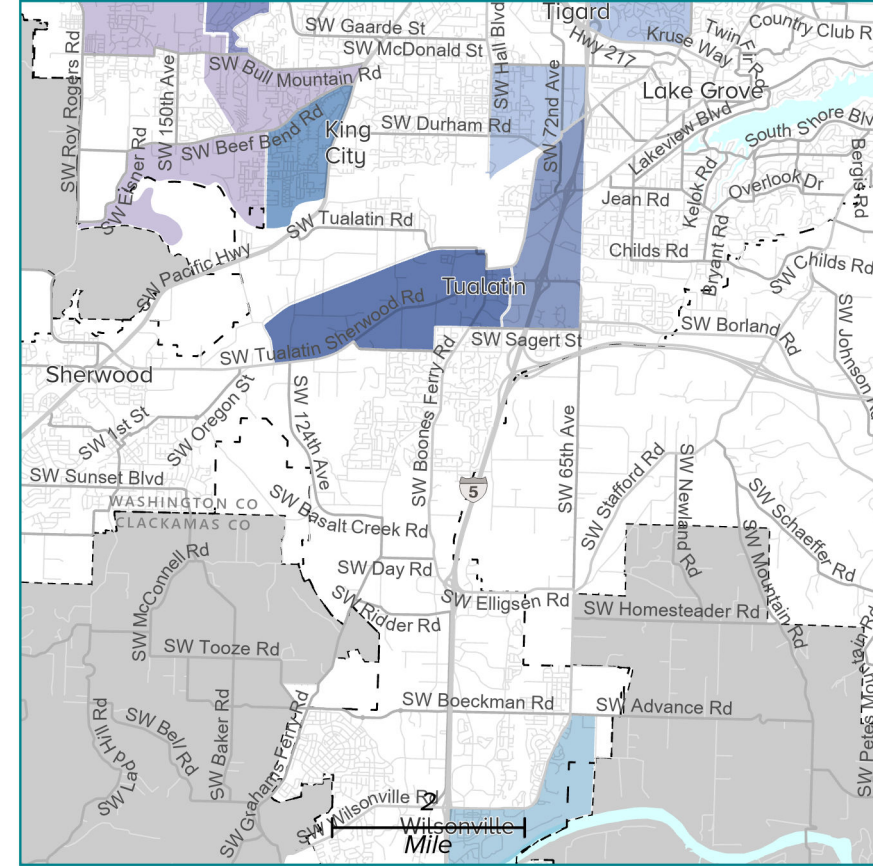 Tigard
SW Gaarde St
SW McDonald St
SW Hall Blvd
Hwy 217
Kruse Way
Country Club R
SW Roy Rogers Rd
SW 150th Ave
SW Bull Mountain Rd
SW 72nd Ave
Lake Grove
SW Beef Bend Rd
King
City
SW Durham Rd
Lakeview Blvd
South Shore Blv
SW Elsner Rd
Jean Rd
Kelok Rd
Overlook Dr
Bergis Rd
SW Tualatin Rd
Childs Rd
Bryant Rd
SW Childs Rd
SW Pacific Hwy
Tualatin
SW Tualatin Sherwood Rd
SW Sagert St
SW Borland Rd
SW Johnson R
Sherwood
SW Boones Ferry Rd
SW 1st St
SW Oregon St
SW 124th Ave
SW 65th Ave
SW Stafford Rd
SW Newland Rd
SW Sunset Blvd
5
WASHINGTON CO
CLACKAMAS CO
SW Basalt Creek Rd
SW Schaeffer Rd
SW McConnell Rd
SW Day Rd
SW Mountain Rd
SW Ridder Rd
SW Elligsen Rd
SW Homesteader Rd
SW Tooze Rd
SW Petes Mountain Rd
SW Boeckman Rd
SW Advance Rd
Hill Rd
SW Bell Rd
SW Baker Rd
SW Grahams Ferry Rd
SW Wilsonville Rd
2
Wilsonville
Mile